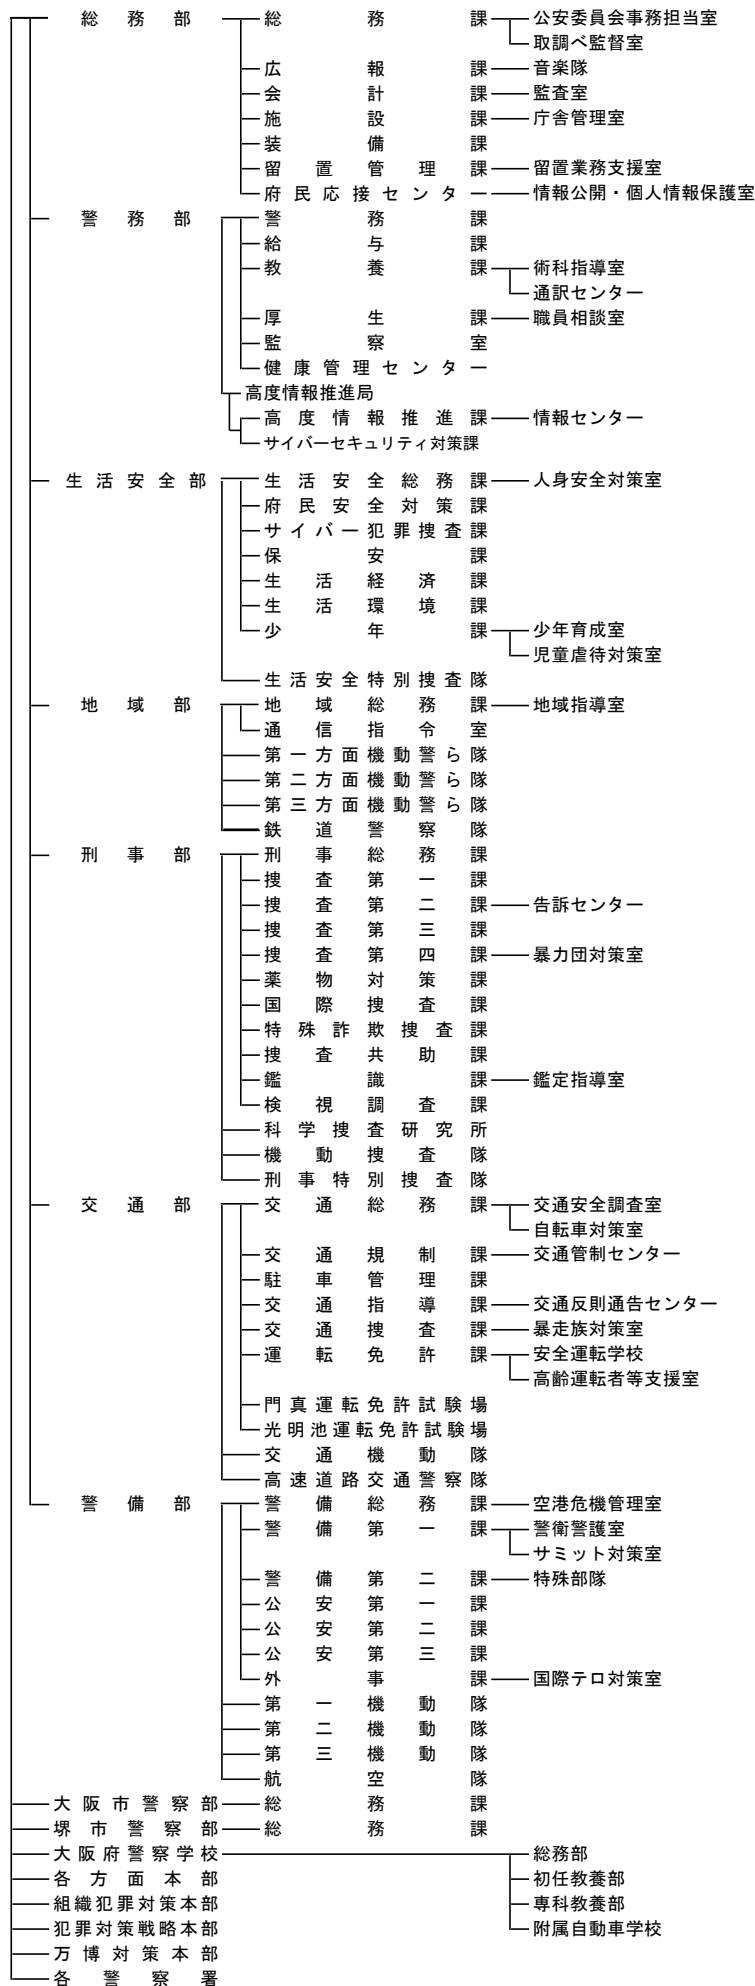 総務部 総務課 公安委員会事務担当室
取調べ監督室
広報課 音楽隊
会計課 監査室
施設課 庁舎管理室
装備課
留置管理課 留置業務支援室
府民応接センター 情報公開・個人情報保護室
警務部 警務課
給与課
教養課 術科指導室
通訳センター
厚生課 職員相談室
監察室
健康管理センター
高度情報推進局
高度情報推進課 情報センター
サイバーセキュリティ対策課
生活安全部 生活安全総務課 人身安全対策室
府民安全対策課
サイバー犯罪捜査課
保安課
生活経済課
生活環境課
少年課 少年育成室
児童虐待対策室
生活安全特別捜査隊
地域部 地域総務課 地域指導室
通信指令室
第一方面機動警ら隊
第二方面機動警ら隊
第三方面機動警ら隊
鉄道警察隊
刑事部 刑事総務課
捜査第一課
捜査第二課 告訴センター
捜査第三課
捜査第四課 暴力団対策室
薬物対策課
国際捜査課
特殊詐欺捜査課
捜査共助課
鑑識課 鑑定指導室
検視調査課
科学捜査研究所
機動捜査隊
刑事特別捜査隊
交通部 交通総務課 交通安全調査室
自転車対策室
交通規制課 交通管制センター
駐車管理課
交通指導課 交通反則通告センター
交通捜査課 暴走族対策室
運転免許課 安全運転学校
高齢運転者等支援室
門真運転免許試験場
光明池運転免許試験場
交通機動隊
高速道路交通警察隊
警備部 警備総務課 空港危機管理室
警備第一課 警衛警護室
サミット対策室
警備第二課 特殊部隊
公安第一課
公安第二課
公安第三課
外事課 国際テロ対策室
第一機動隊
第二機動隊
第三機動隊
航空隊
大阪市警察部 総務課
堺市警察部 総務課
大阪府警察学校 総務部
各方面本部 初任教養部
組織犯罪対策本部 専科教養部
犯罪対策戦略本部 附属自動車学校
万博対策本部
各警察署